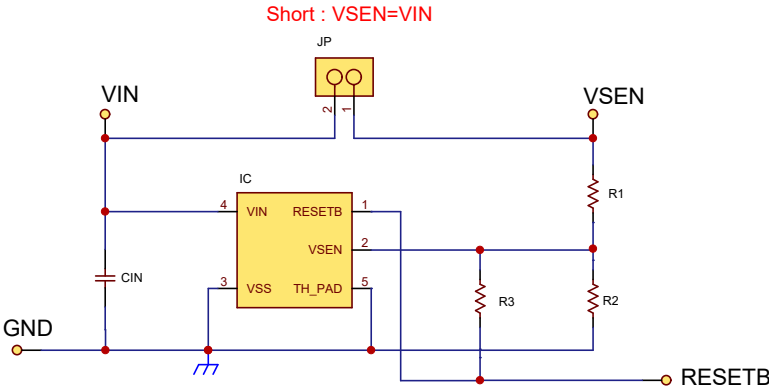 Short : VSEN=VIN
JP
VIN
VSEN
2
1
IC
R1
4
VIN
RESETB
1
VSEN
2
CIN
3
VSS
TH_PAD
5
R3
R2
GND
RESETB